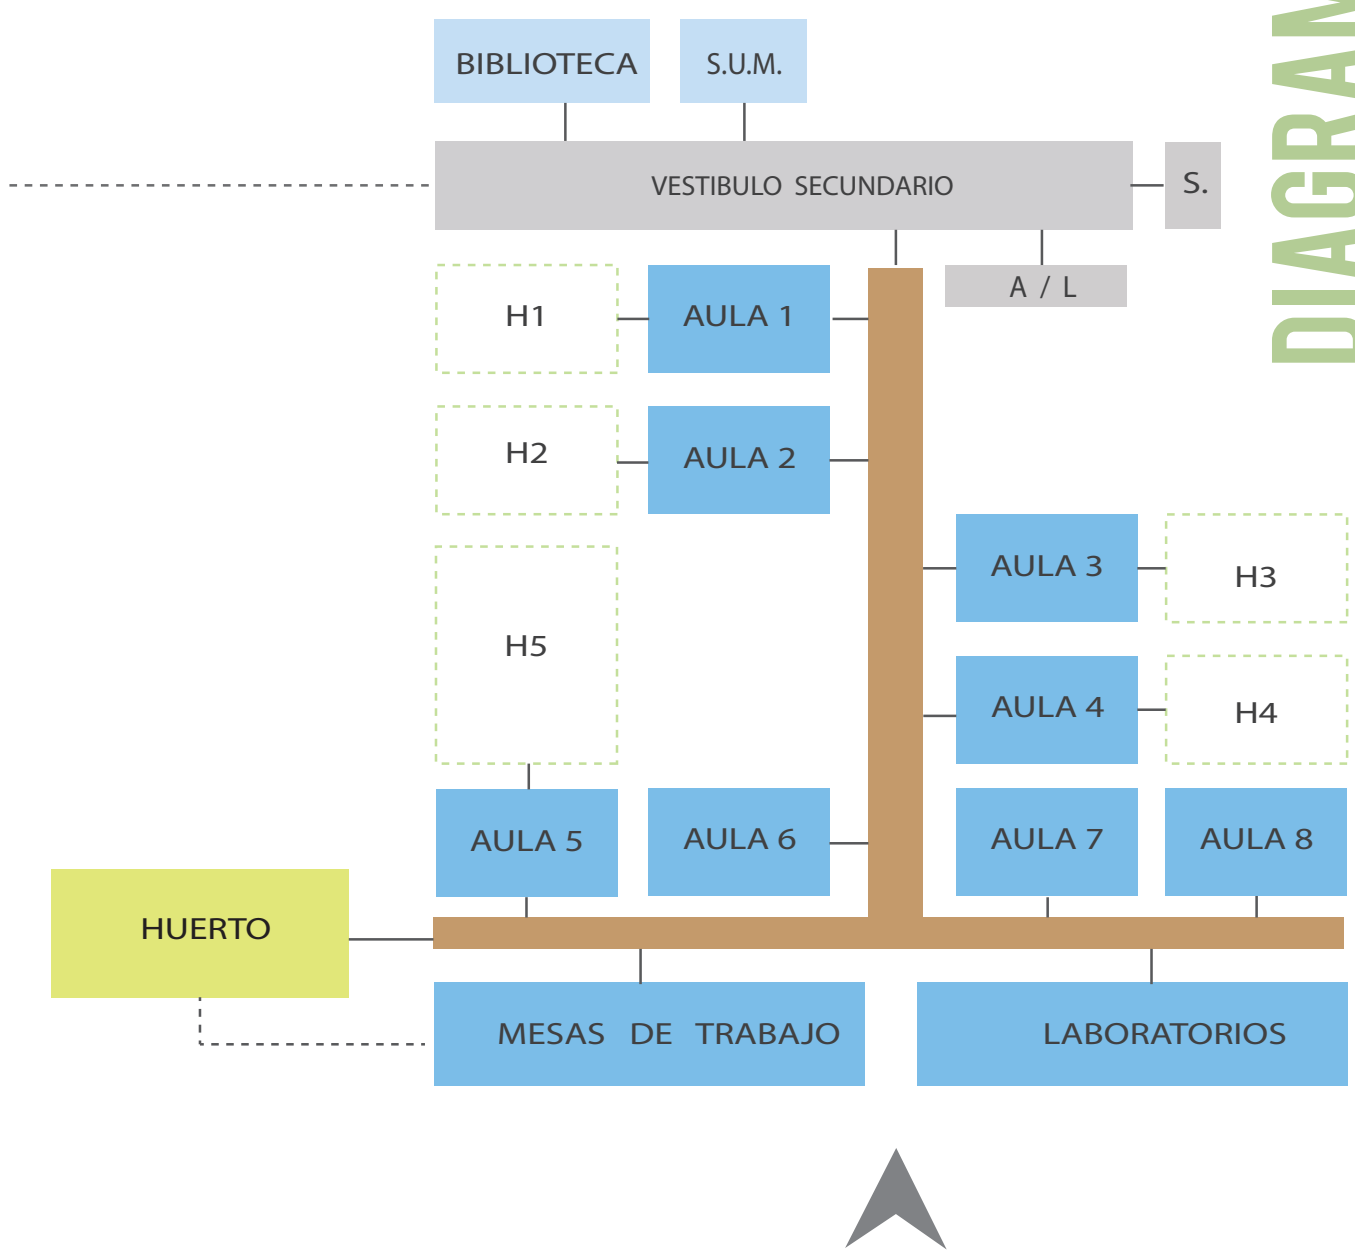 BIBLIOTECA
S.U.M.
VESTIBULO SECUNDARIO
S.
A / L
H1
AULA 1
H2
AULA 2
AULA 3
H3
H5
AULA 4
H4
AULA 5
AULA 6
AULA 7
AULA 8
HUERTO
MESAS DE TRABAJO
LABORATORIOS